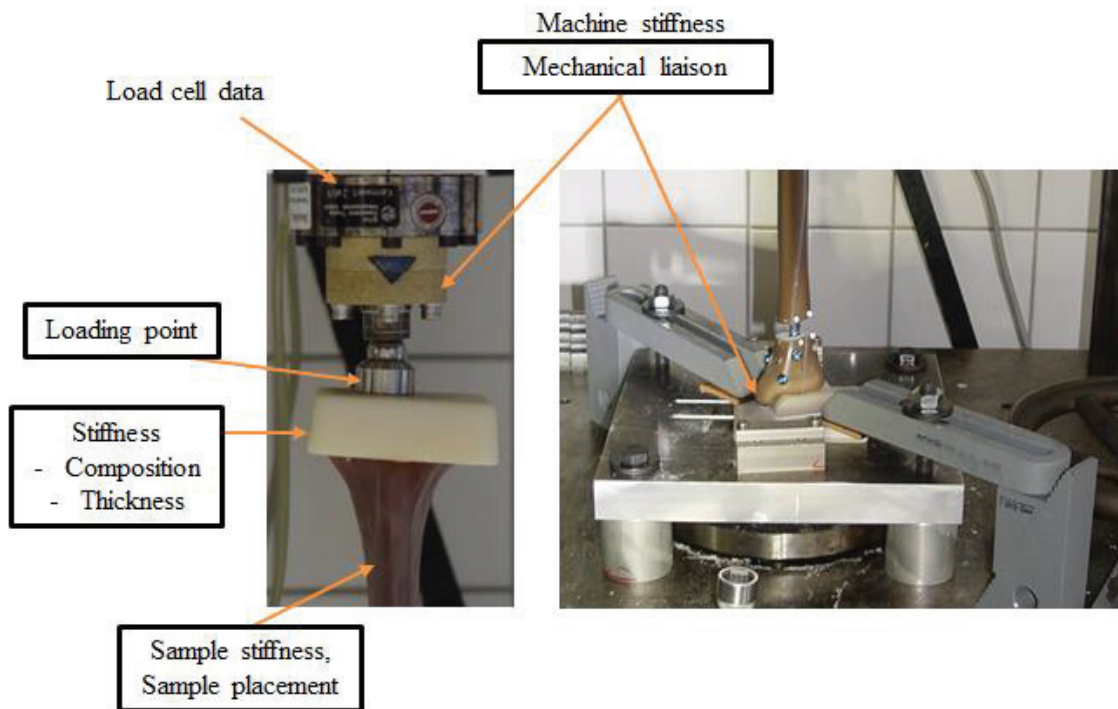 Machine stiffness
Mechanical liaison
Load cell data
Loading point
Stiffness
- Composition
- Thickness
Sample stiffness,
Sample placement